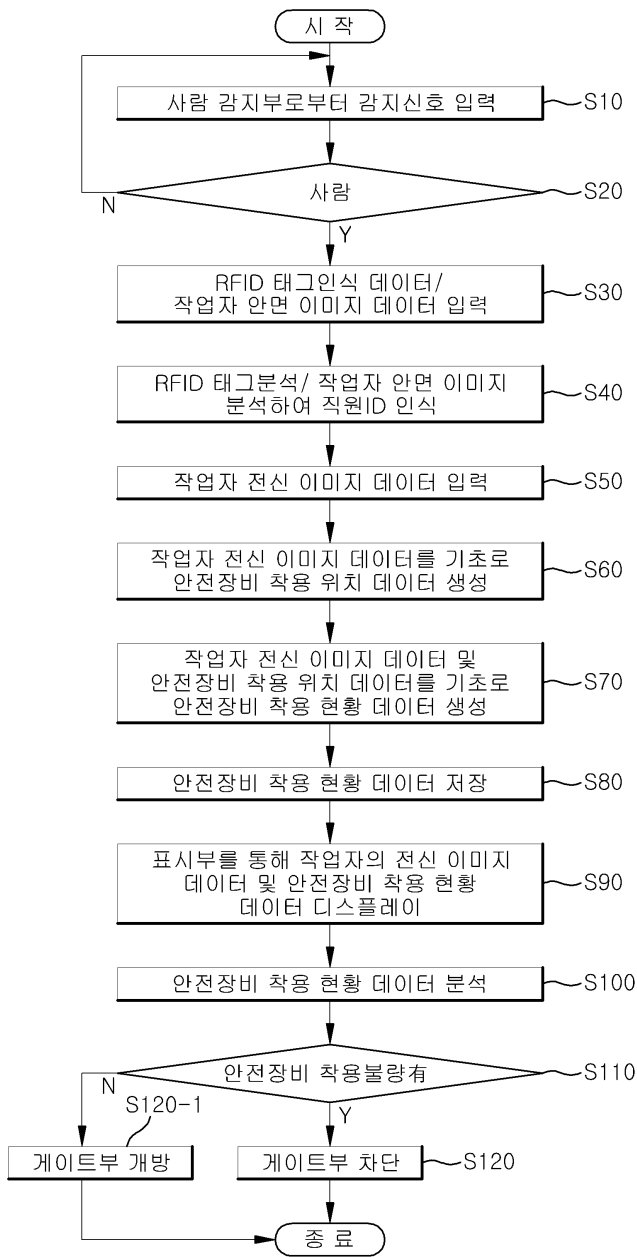 시 작
사람 감지부로부터 감지신호 입력
S10
사람
S20
N
Y
RFID 태그인식 데이터/
작업자 안면 이미지 데이터 입력
S30
RFID 태그분석/ 작업자 안면 이미지
분석하여 직원ID 인식
S40
작업자 전신 이미지 데이터 입력
S50
작업자 전신 이미지 데이터를 기초로
안전장비 착용 위치 데이터 생성
S60
작업자 전신 이미지 데이터 및
안전장비 착용 위치 데이터를 기초로
안전장비 착용 현황 데이터 생성
S70
안전장비 착용 현황 데이터 저장
S80
표시부를 통해 작업자의 전신 이미지
데이터 및 안전장비 착용 현황
데이터 디스플레이
S90
안전장비 착용 현황 데이터 분석
S100
안전장비 착용불량有
S110
N
Y
S120-1
게이트부 개방
게이트부 차단
S120
종 료